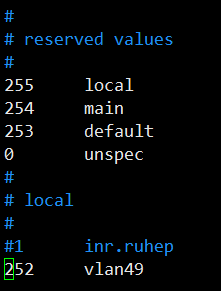 #
# reserved values
#
255 local
254 main
253 default
0 unspec
#
# local
#
#1 inr.ruhep
252 vlan49